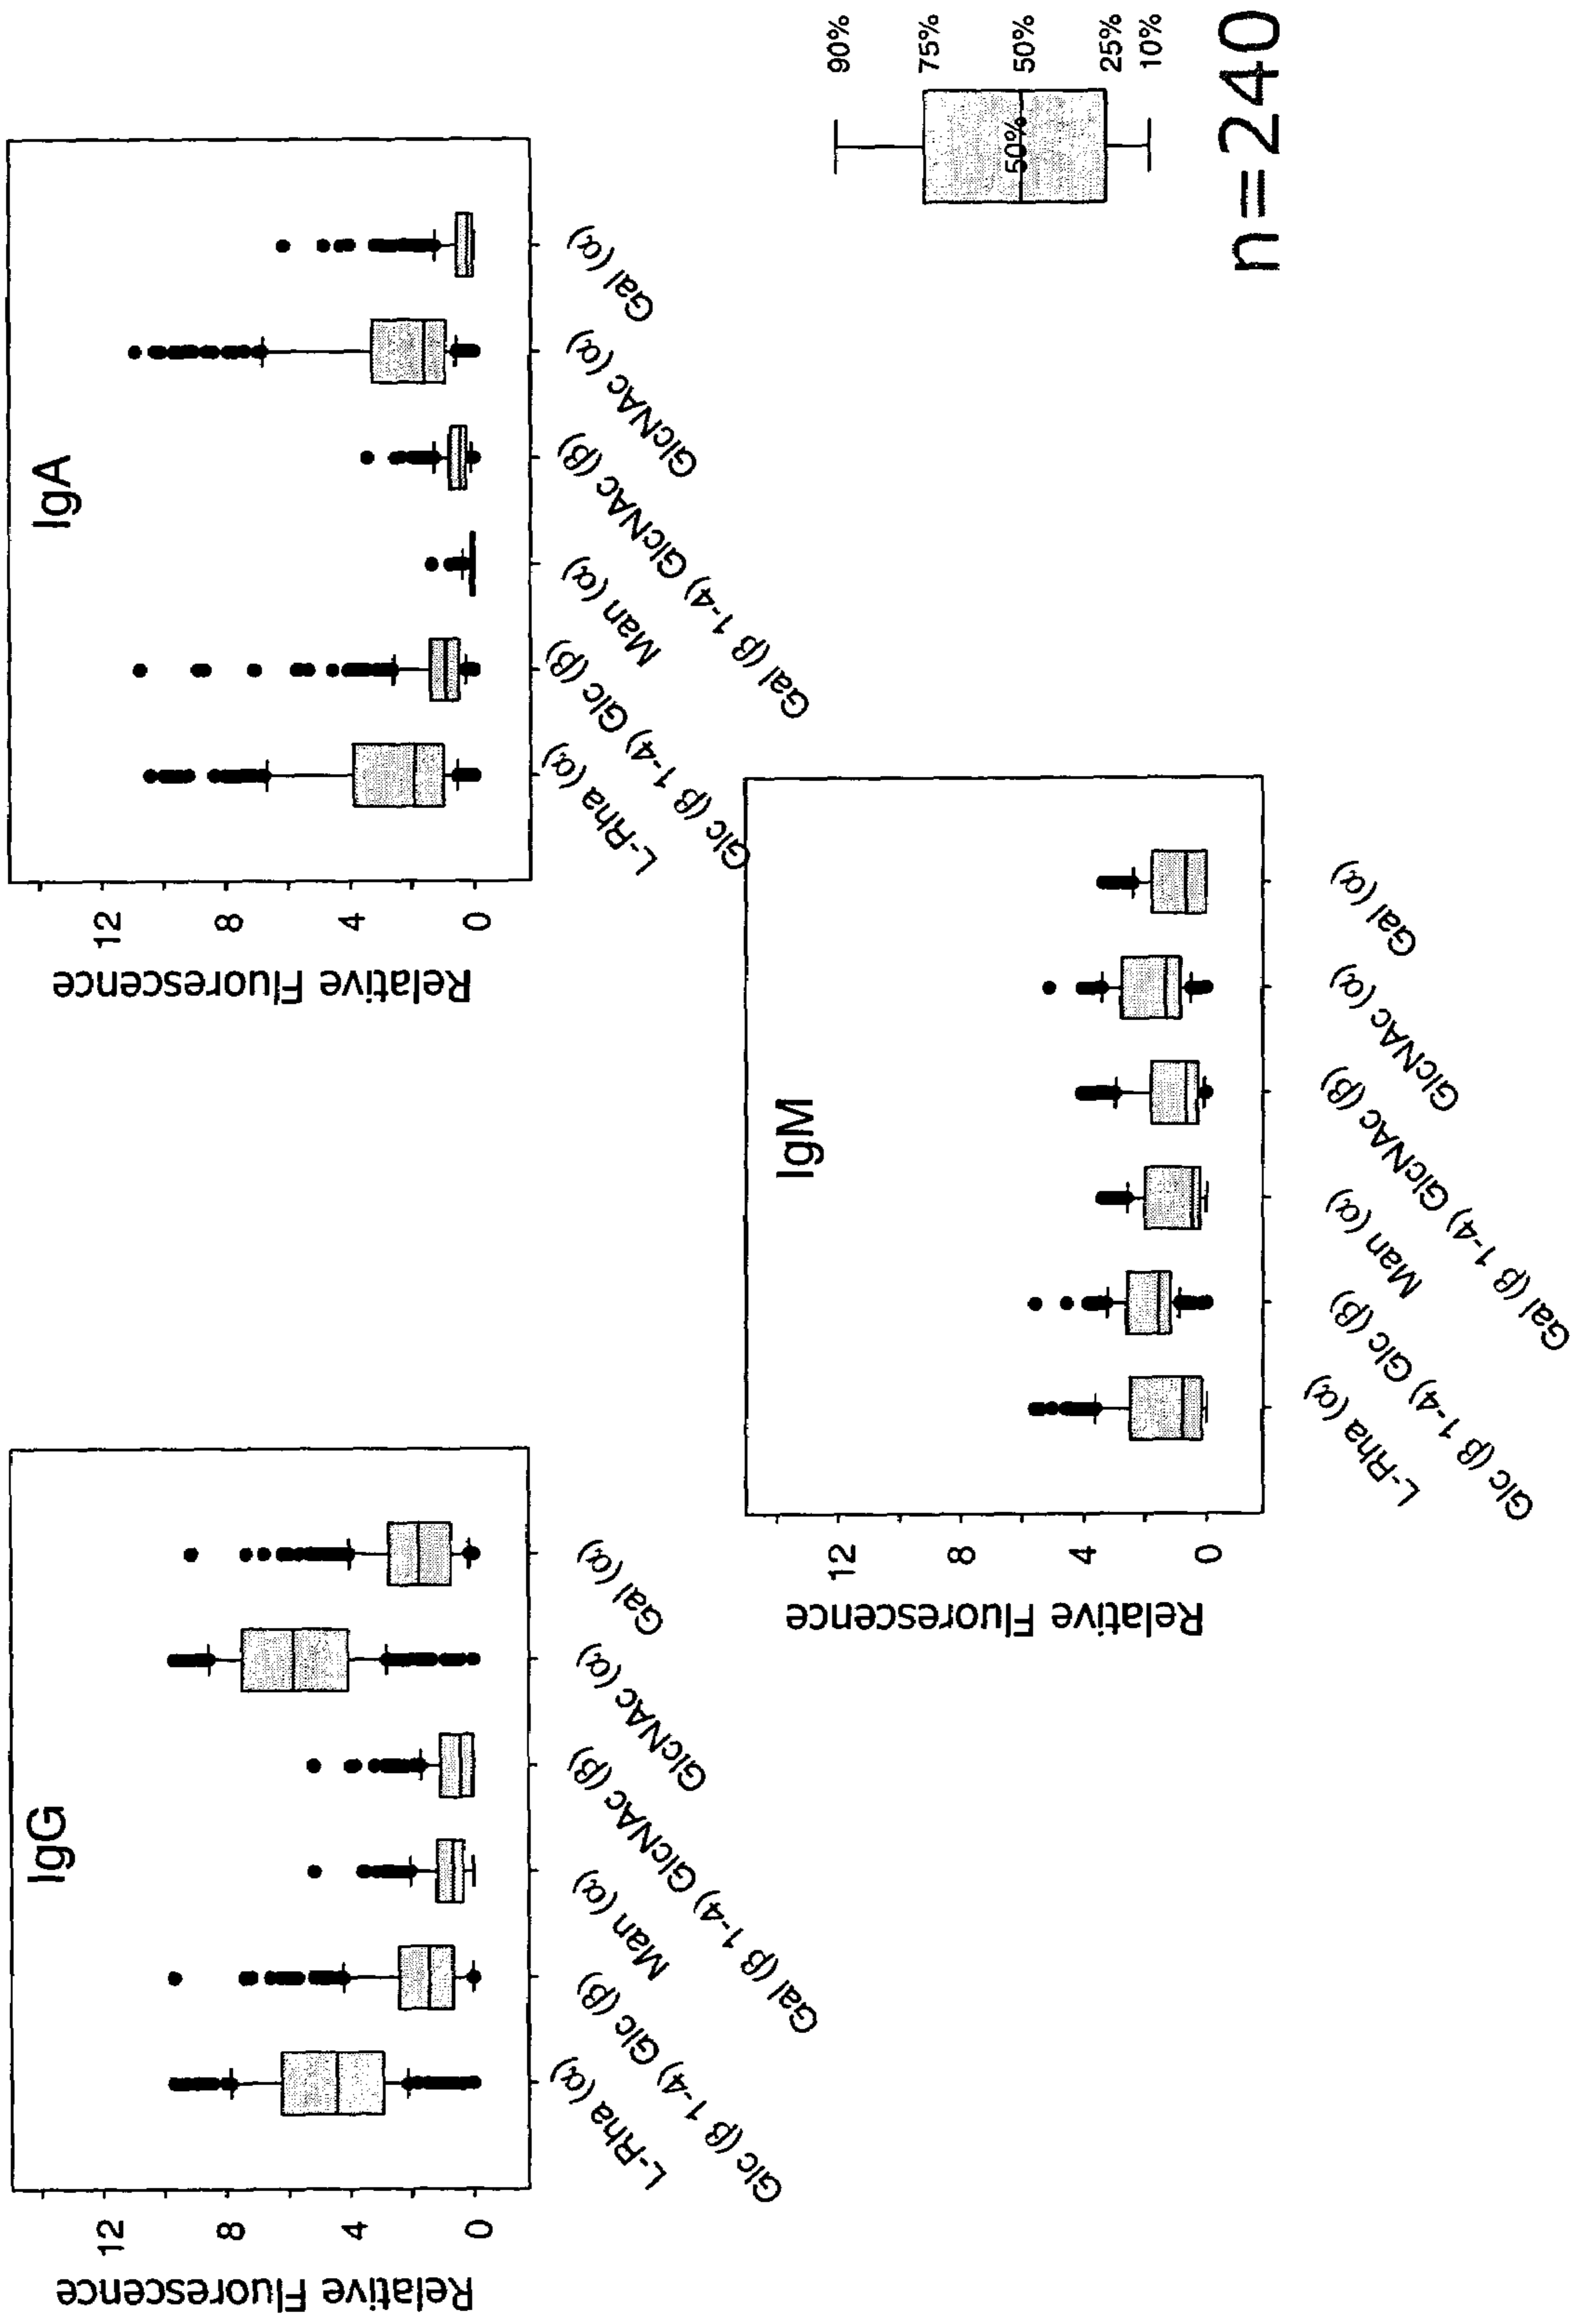 IgG
Relative Fluorescence
12
8
4
0
L-Rha (α)
Glc (β 1-4) Glc (β)
Man (α)
Gal (β 1-4) GlcNAc (β)
GlcNAc (α)
Gal (α)
IgA
Relative Fluorescence
12
8
4
0
L-Rha (α)
Glc (β 1-4) Glc (β)
Man (α)
Gal (β 1-4) GlcNAc (β)
GlcNAc (α)
Gal (α)
IgM
Relative Fluorescence
12
8
4
0
L-Rha (α)
Glc (β 1-4) Glc (β)
Man (α)
Gal (β 1-4) GlcNAc (β)
GlcNAc (α)
Gal (α)
90%
75%
50%
50%
25%
10%
n=240